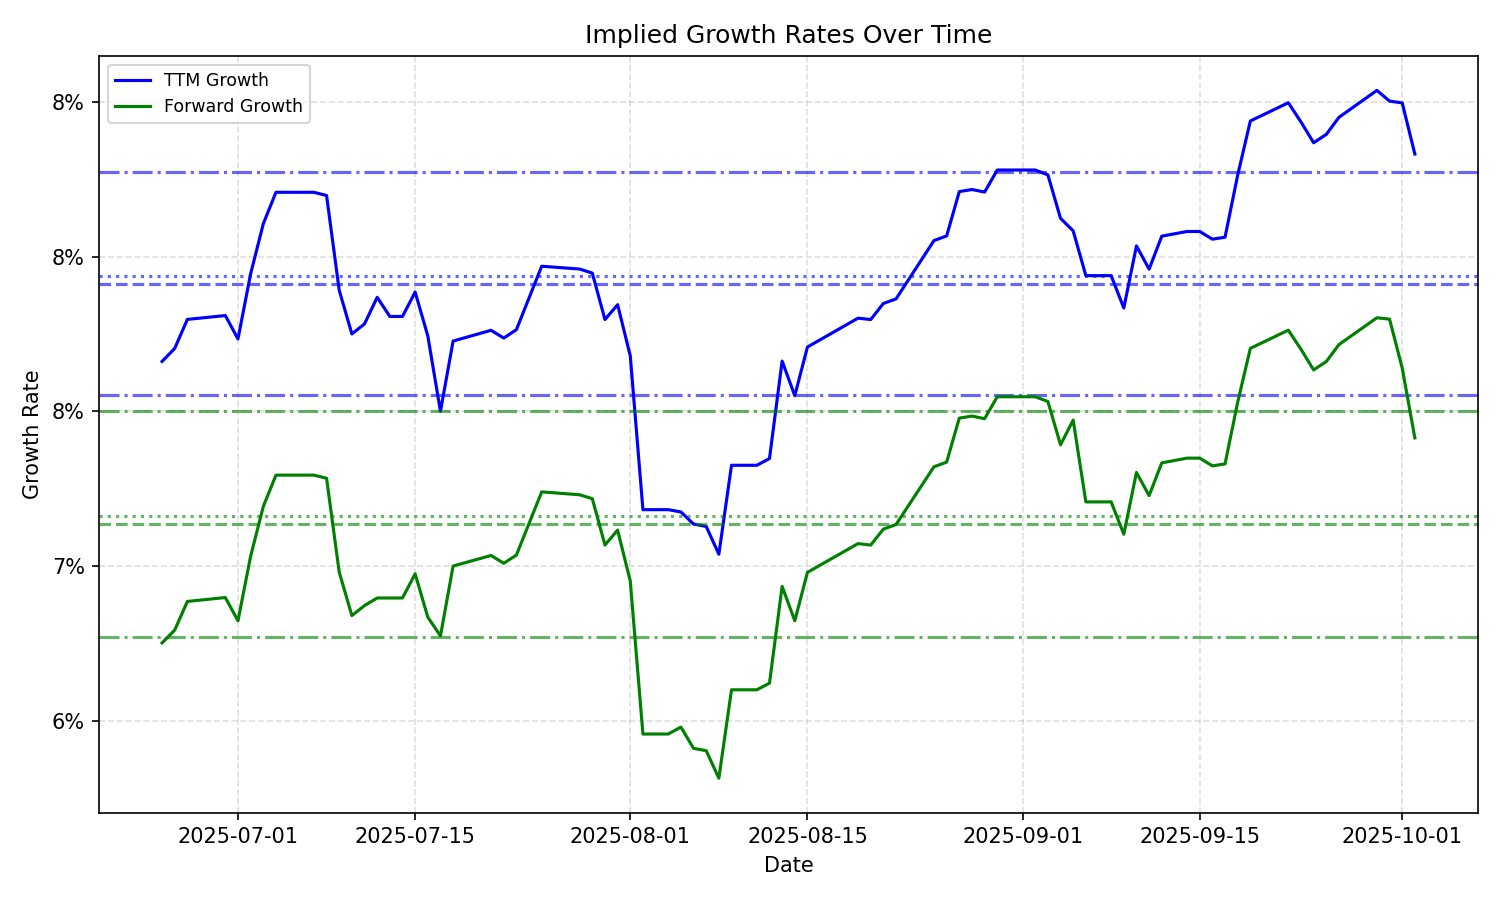 Implied Growth Rates Over Time
TTM Growth
Forward Growth
8%
8%
8%
7%
6%
Growth Rate
2025-07-01
2025-07-15
2025-08-01
2025-08-15
2025-09-01
2025-09-15
2025-10-01
Date